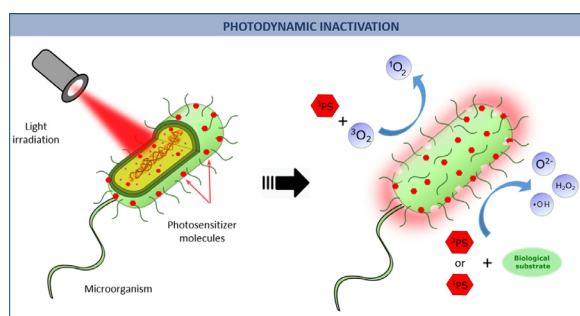 PHOTODYNAMIC INACTIVATION
Light
irradiation
Photosensitizer
molecules
Microorganism
¹O₂
³PS
+
³O₂
O²⁻
H₂O₂
•OH
³PS
or
¹PS
+
Biological
substrate